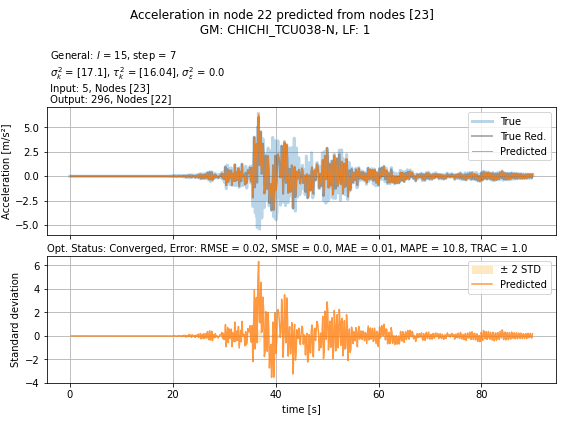 Acceleration in node 22 predicted from nodes [23]
GM: CHICHI_TCU038-N, LF: 1
General: l = 15, step = 7
σ²ₖ = [17.1], τ²ₖ = [16.04], σ²ε = 0.0
Input: 5, Nodes [23]
Output: 296, Nodes [22]
Acceleration [m/s²]
5.0
2.5
0.0
−2.5
−5.0
True
True Red.
Predicted
Opt. Status: Converged, Error: RMSE = 0.02, SMSE = 0.0, MAE = 0.01, MAPE = 10.8, TRAC = 1.0
Standard deviation
6
4
2
0
−2
−4
± 2 STD
Predicted
0 20 40 60 80
time [s]